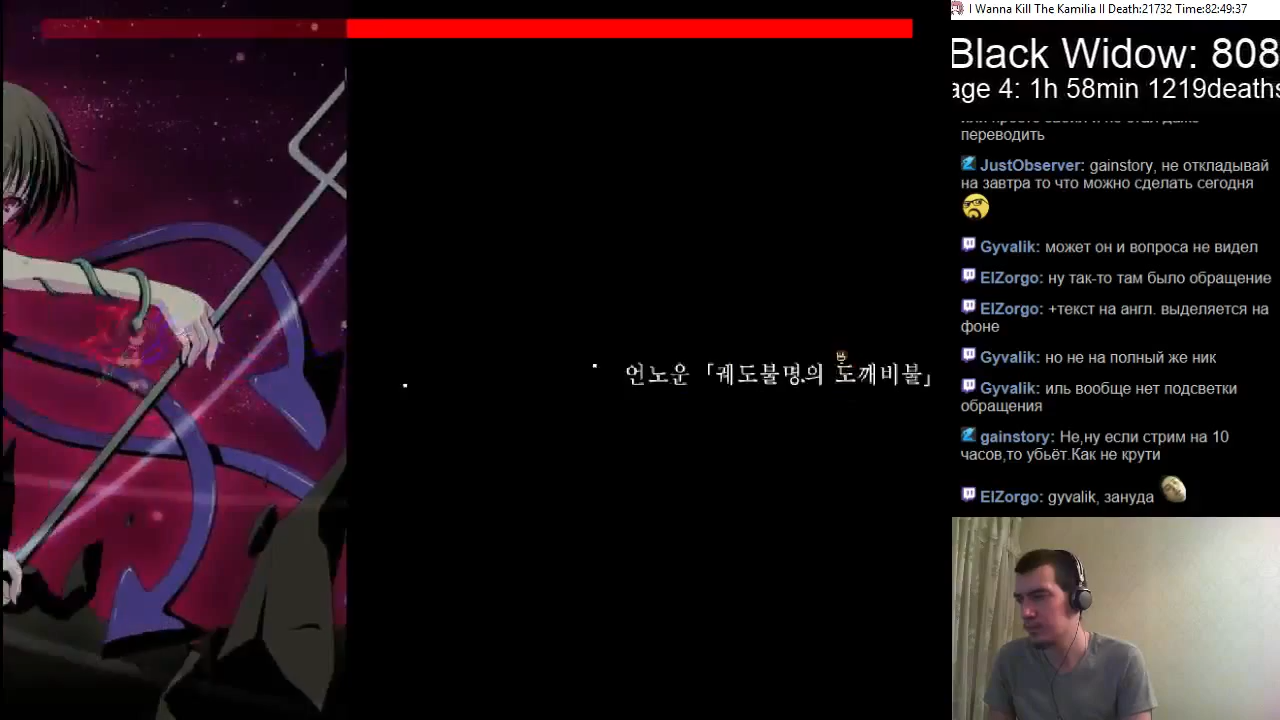 I Wanna Kill The Kamilia II Death:21732 Time:82:49:37
Black Widow: 808
age 4: 1h 58min 1219deaths
переводить
JustObserver: gainstory, не откладывай
на завтра то что можно сделать сегодня
Gyvalik: может он и вопроса не видел
ElZorgo: ну так-то там было обращение
ElZorgo: +текст на англ. выделяется на
фоне
Gyvalik: но не на полный же ник
Gyvalik: иль вообще нет подсветки
обращения
gainstory: Не,ну если стрим на 10
часов,то убьёт.Как не крути
ElZorgo: gyvalik, зануда
언노운「궤도불명의 도깨비불」